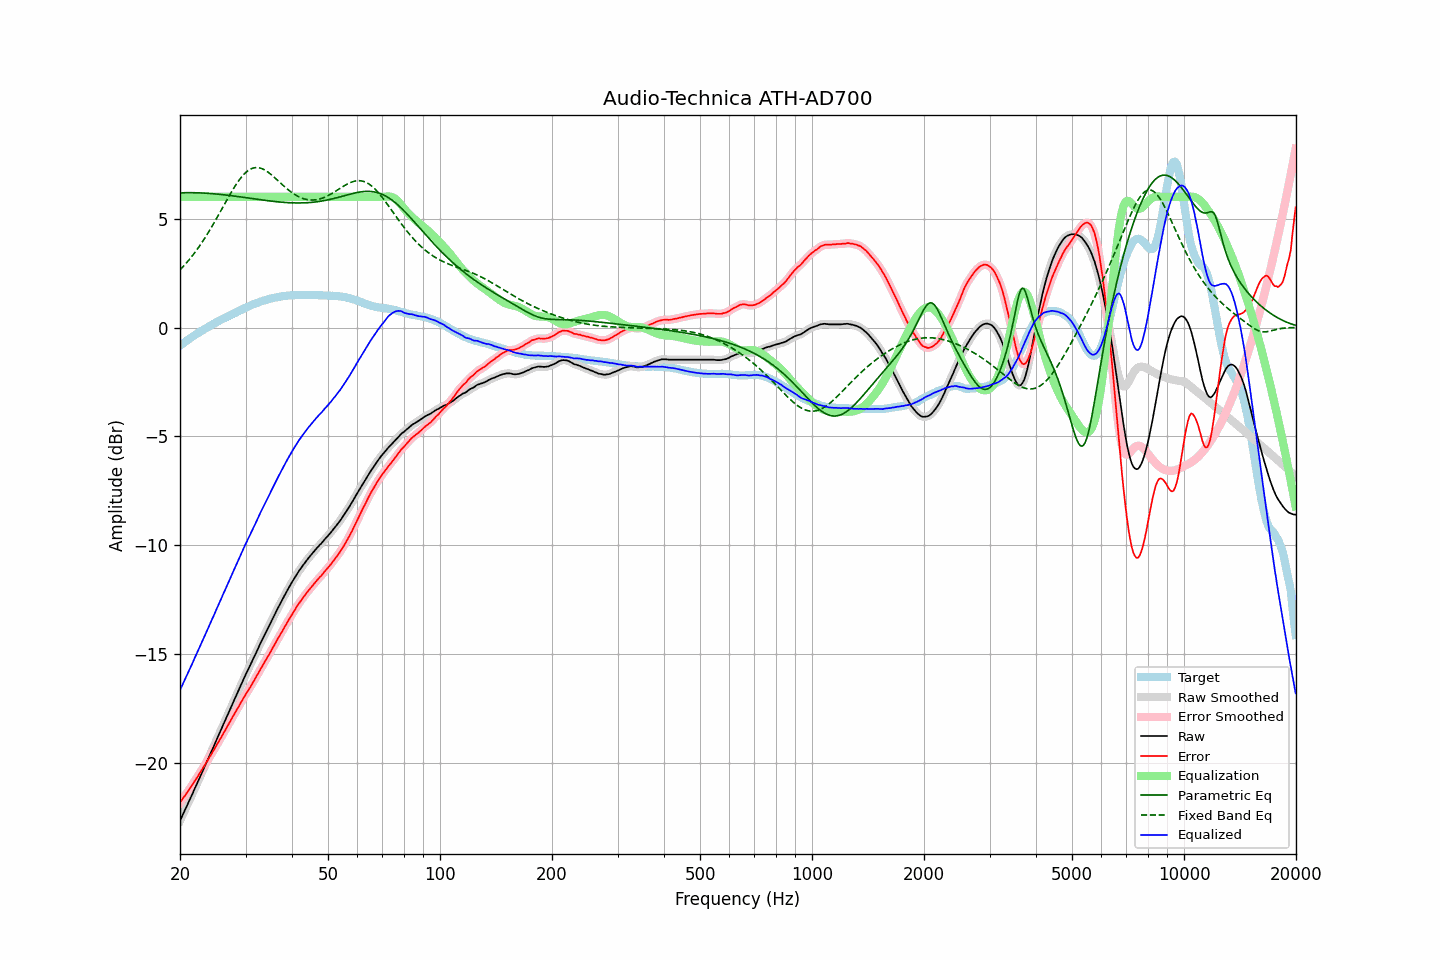 Audio-Technica ATH-AD700
Amplitude (dBr)
5
0
−5
−10
−15
−20
20
50
100
200
500
1000
2000
5000
10000
20000
Frequency (Hz)
Target
Raw Smoothed
Error Smoothed
Raw
Error
Equalization
Parametric Eq
Fixed Band Eq
Equalized